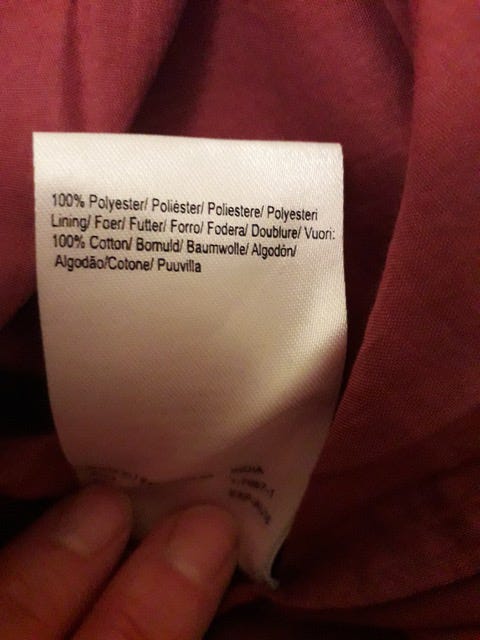 100% Polyester/ Poliéster/ Poliestere/ Polyesteri
Lining/ Foer/ Futter/ Forro/ Fodera/ Doublure/ Vuori:
100% Cotton/ Bomuld/ Baumwolle/ Algodón/
Algodão/Cotone/ Puuvilla
INDIA